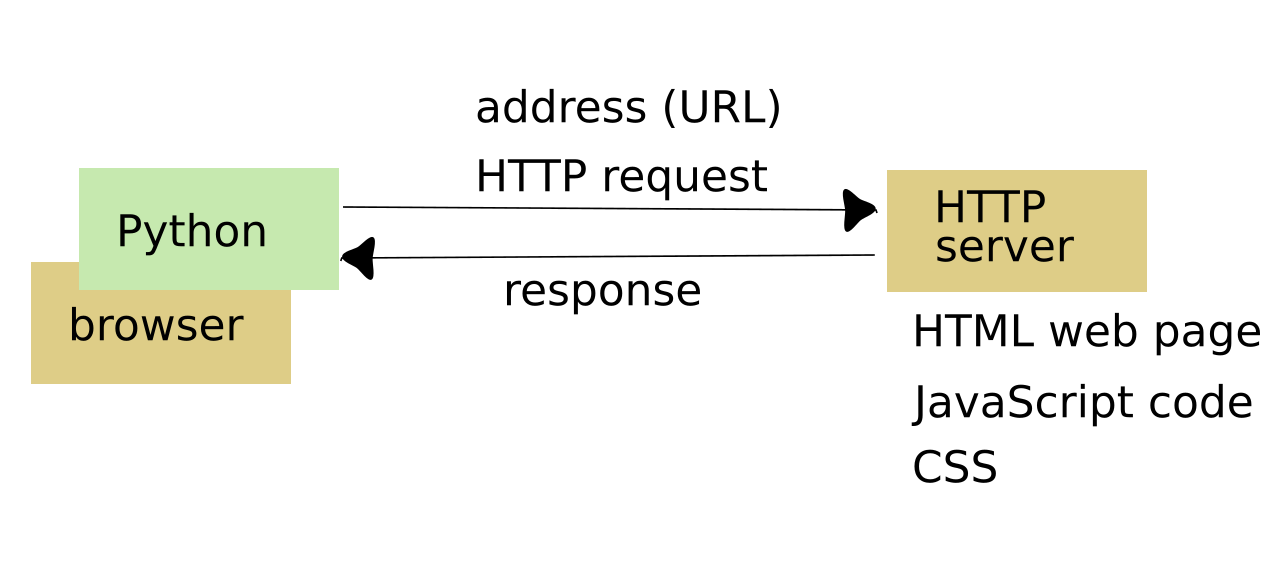 address (URL)
HTTP request
Python
browser
response
HTTP
server
HTML web page
JavaScript code
CSS